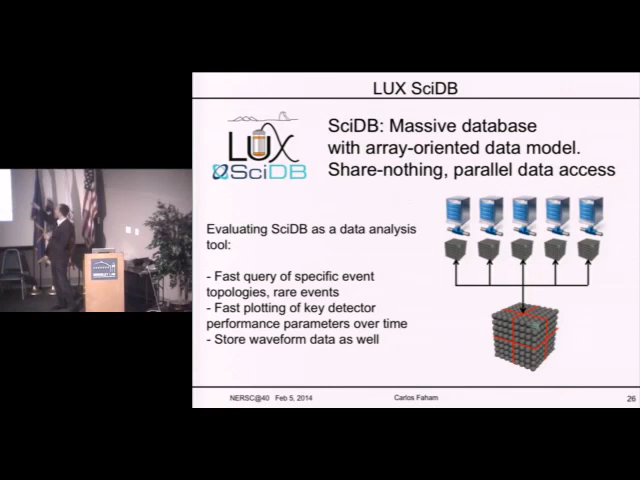 LUX SciDB
LUX
SciDB
SciDB: Massive database
with array-oriented data model.
Share-nothing, parallel data access
Evaluating SciDB as a data analysis
tool:
- Fast query of specific event
topologies, rare events
- Fast plotting of key detector
performance parameters over time
- Store waveform data as well
NERSC@40 Feb 5, 2014
Carlos Faham
26